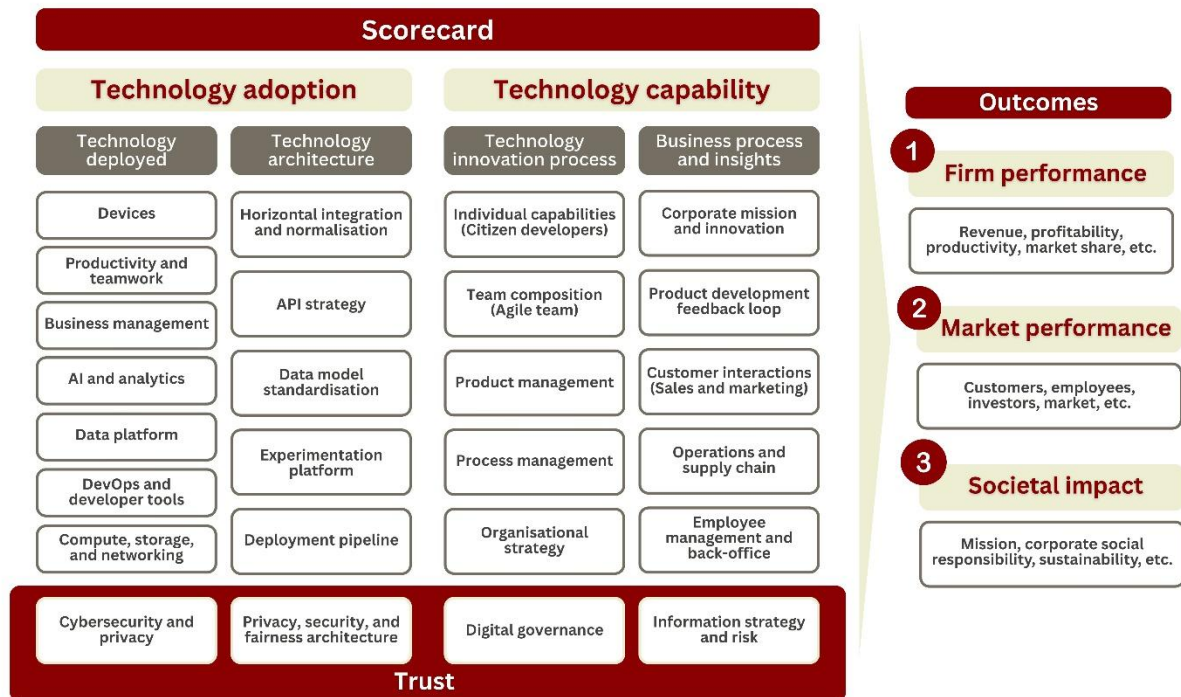 Scorecard
Technology adoption
Technology capability
Technology
deployed
Technology
architecture
Technology
innovation process
Business process
and insights
Devices
Productivity and
teamwork
Business management
AI and analytics
Data platform
DevOps and
developer tools
Compute, storage,
and networking
Horizontal integration
and normalisation
API strategy
Data model
standardisation
Experimentation
platform
Deployment pipeline
Individual capabilities
(Citizen developers)
Team composition
(Agile team)
Product management
Process management
Organisational
strategy
Corporate mission
and innovation
Product development
feedback loop
Customer interactions
(Sales and marketing)
Operations and
supply chain
Employee
management and
back-office
Cybersecurity and
privacy
Privacy, security, and
fairness architecture
Digital governance
Information strategy
and risk
Trust
Outcomes
1
Firm performance
Revenue, profitability,
productivity, market share, etc.
2
Market performance
Customers, employees,
investors, market, etc.
3
Societal impact
Mission, corporate social
responsibility, sustainability, etc.